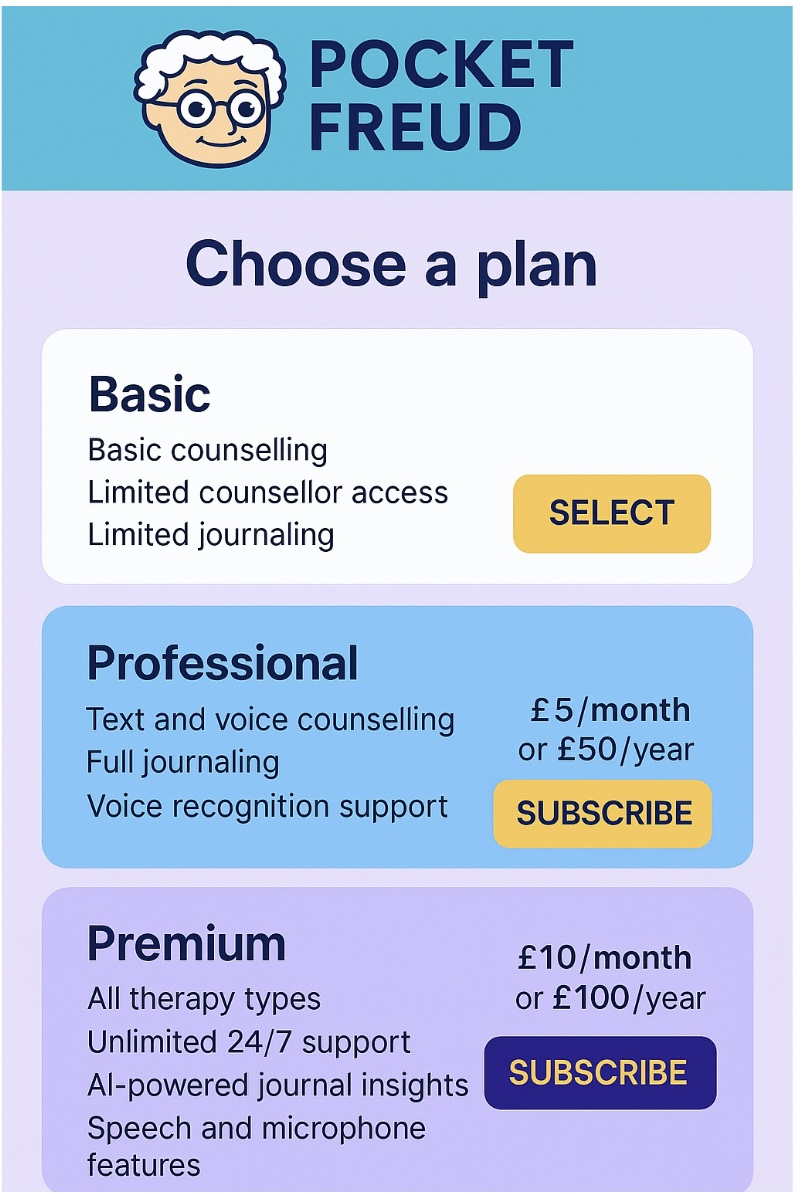 POCKET
FREUD
Choose a plan
Basic
Basic counselling
Limited counsellor access
Limited journaling
SELECT
Professional
Text and voice counselling
Full journaling
Voice recognition support
£5/month
or £50/year
SUBSCRIBE
Premium
All therapy types
Unlimited 24/7 support
AI-powered journal insights
Speech and microphone
features
£10/month
or £100/year
SUBSCRIBE